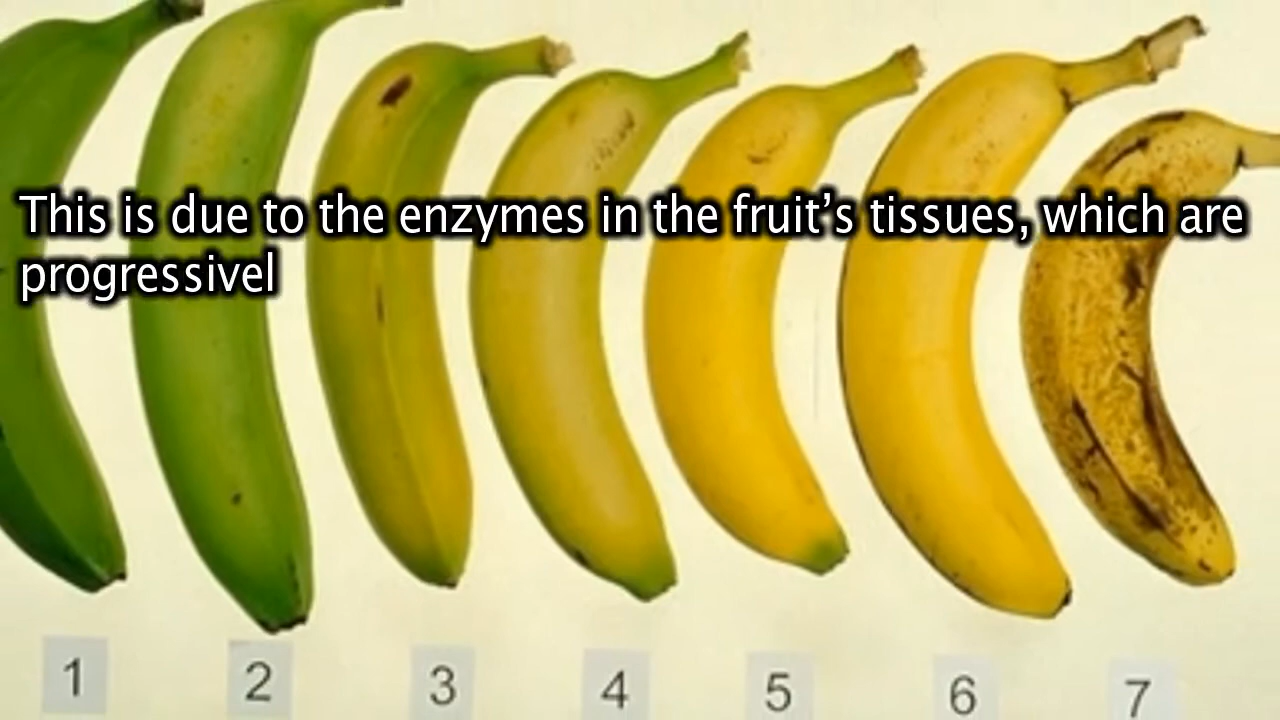 This is due to the enzymes in the fruit’s tissues, which are
progressivel
1 2 3 4 5 6 7